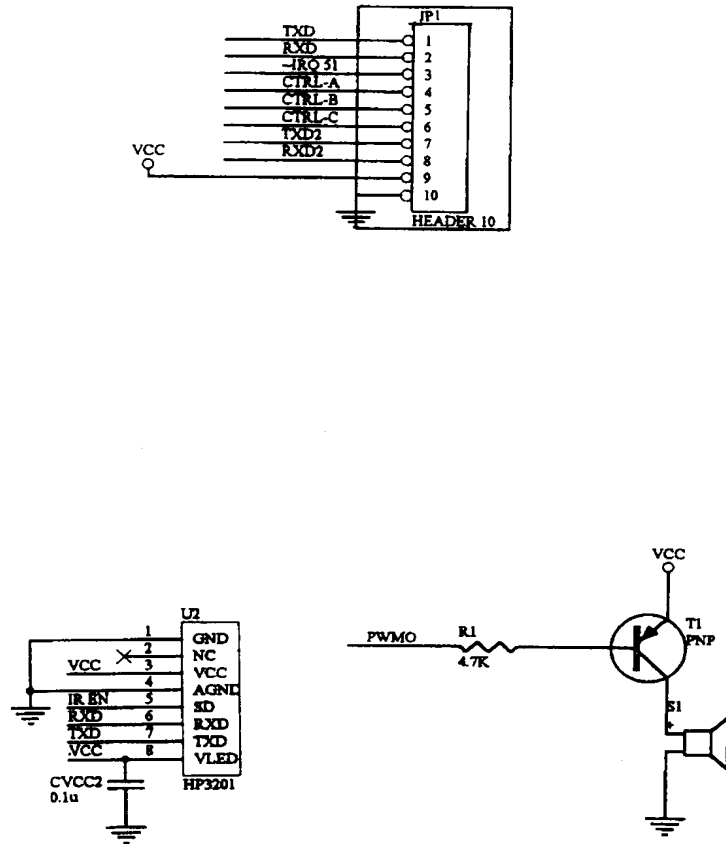 JP1
TXD 1
RXD 2
~IRQ 51 3
CTRL-A 4
CTRL-B 5
CTRL-C 6
TXD2 7
RXD2 8
VCC 9
10
HEADER 10
U2
1 GND
2 NC
VCC 3 VCC
4 AGND
IR EN 5 SD
RXD 6 RXD
TXD 7 TXD
.VCC 8 VLED
CVCC2
0.1u
HP3201
VCC
PWMO R1
4.7K
T1
PNP
S1
+